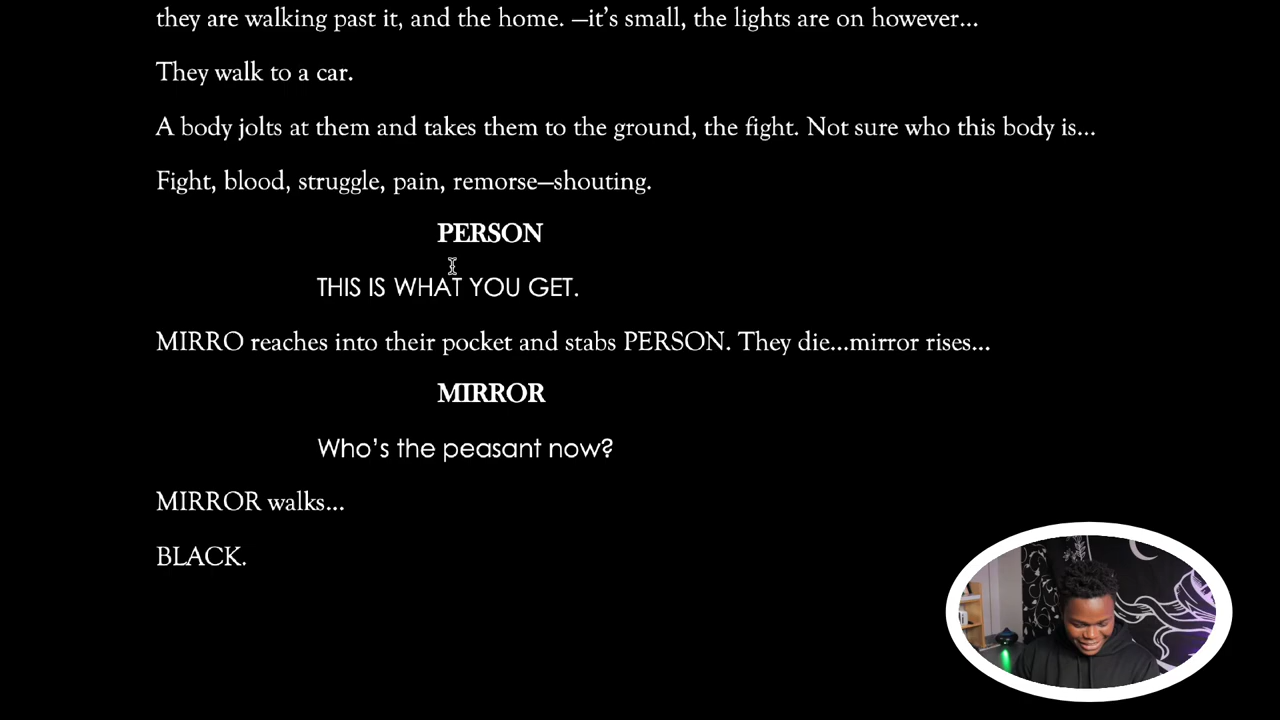 they are walking past it, and the home. —it's small, the lights are on however...
They walk to a car.
A body jolts at them and takes them to the ground, the fight. Not sure who this body is...
Fight, blood, struggle, pain, remorse—shouting.
PERSON
THIS IS WHAT YOU GET.
MIRRO reaches into their pocket and stabs PERSON. They die...mirror rises...
MIRROR
Who's the peasant now?
MIRROR walks...
BLACK.